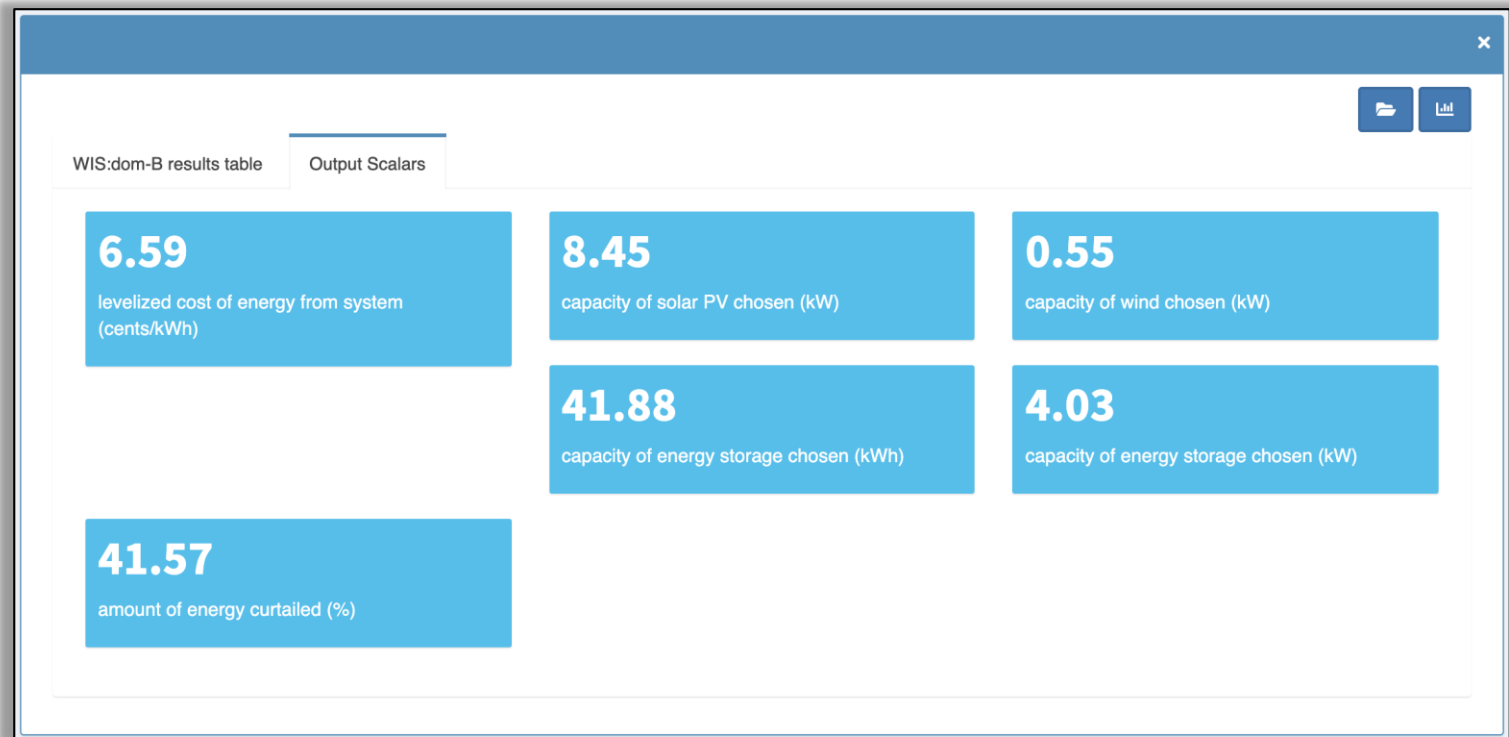 WIS:dom-B results table
Output Scalars
6.59
levelized cost of energy from system
(cents/kWh)
8.45
capacity of solar PV chosen (kW)
0.55
capacity of wind chosen (kW)
41.88
capacity of energy storage chosen (kWh)
4.03
capacity of energy storage chosen (kW)
41.57
amount of energy curtailed (%)